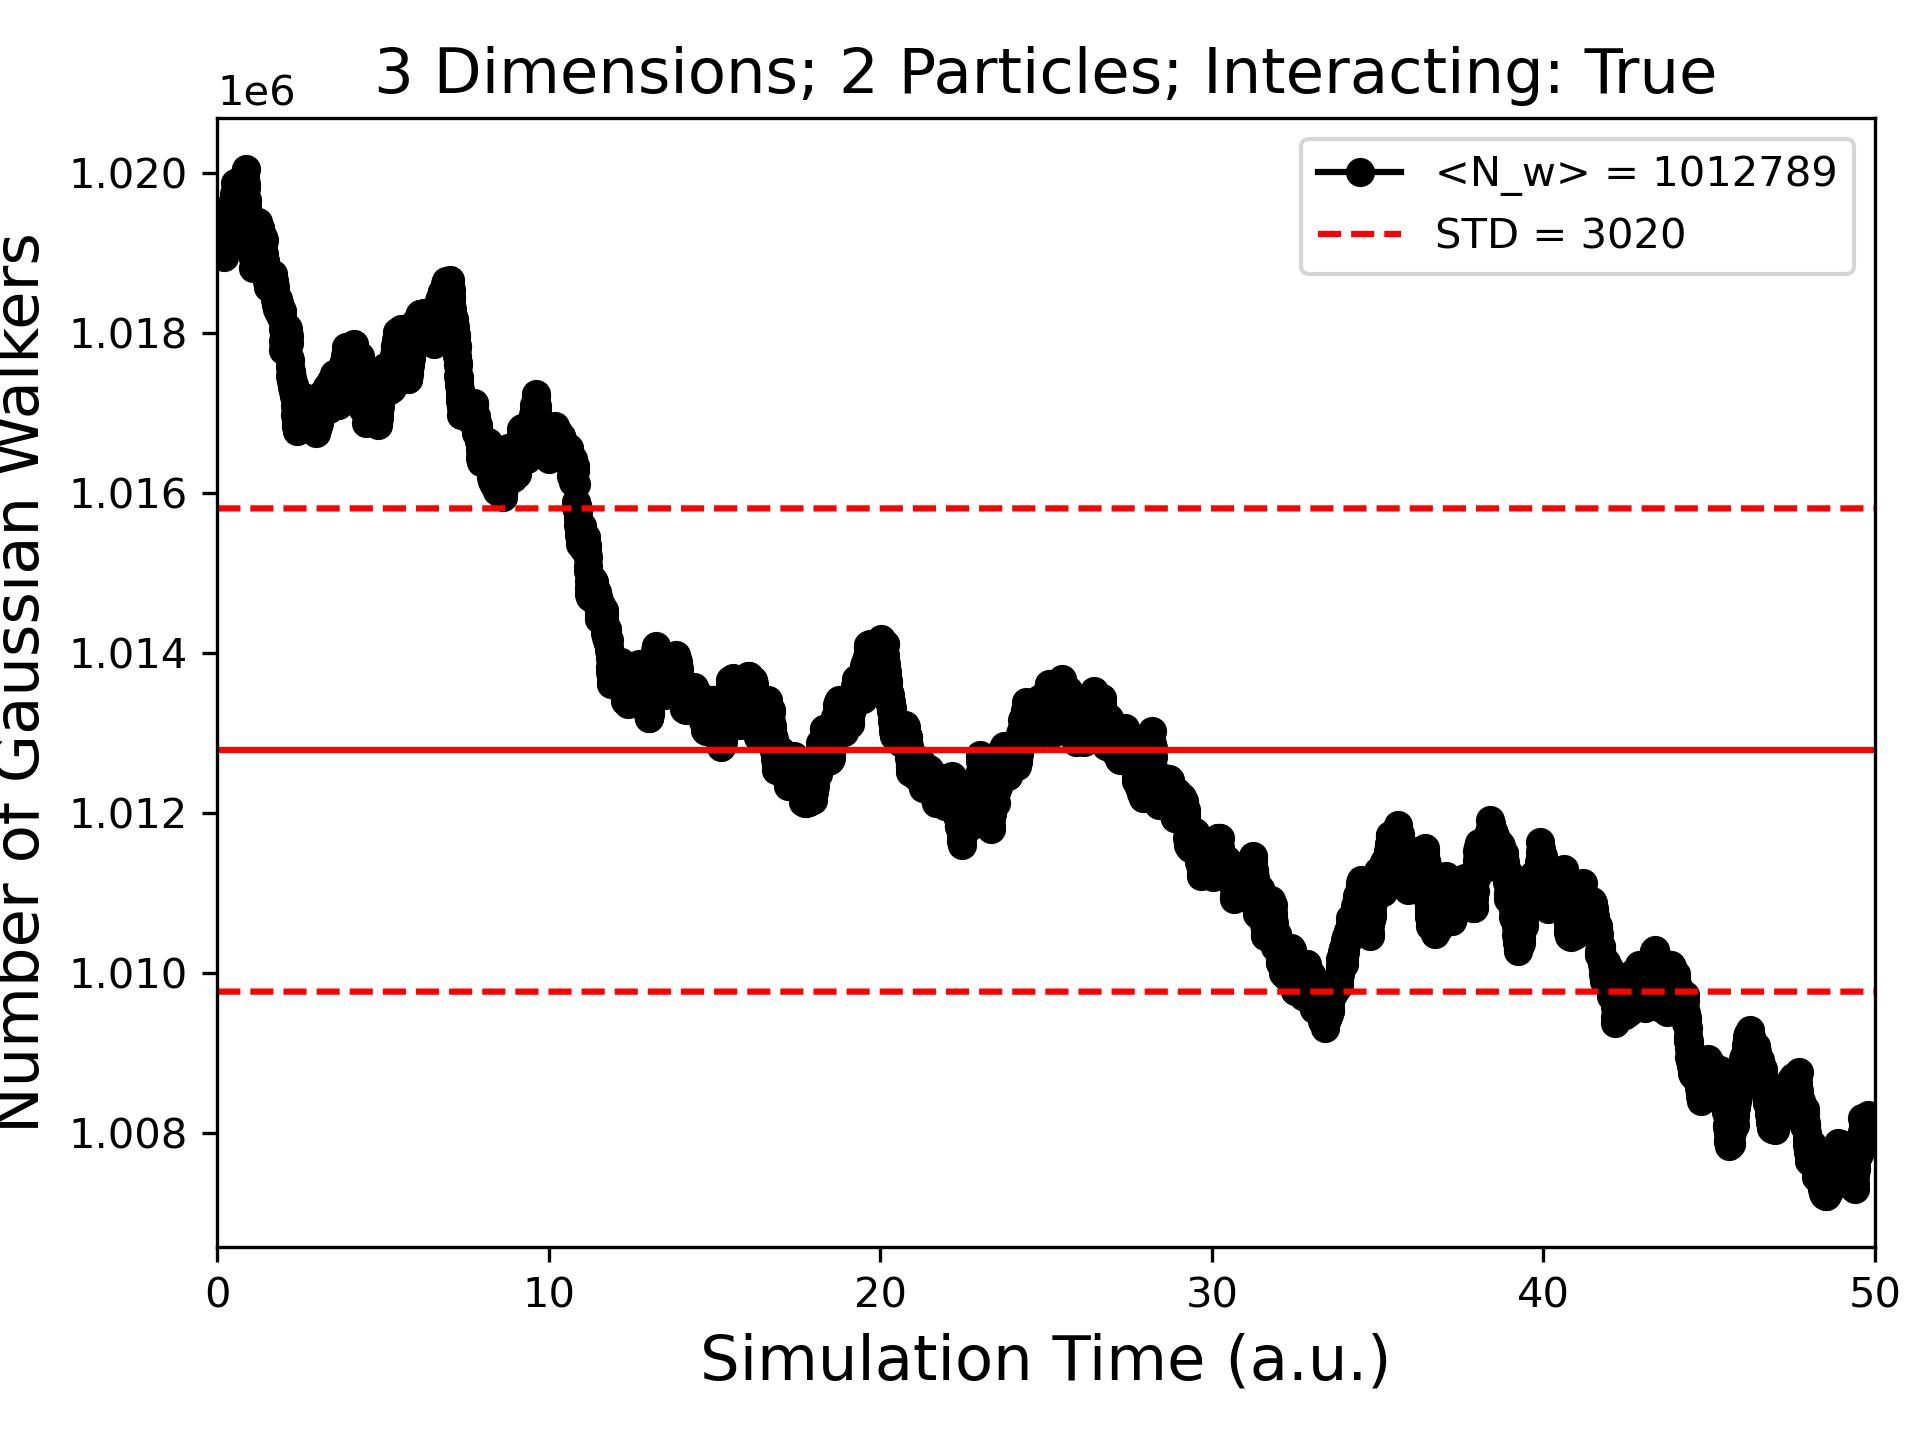 3 Dimensions; 2 Particles; Interacting: True
1e6
<N_w> = 1012789
STD = 3020
Number of Gaussian Walkers
1.020
1.018
1.016
1.014
1.012
1.010
1.008
0 10 20 30 40 50
Simulation Time (a.u.)